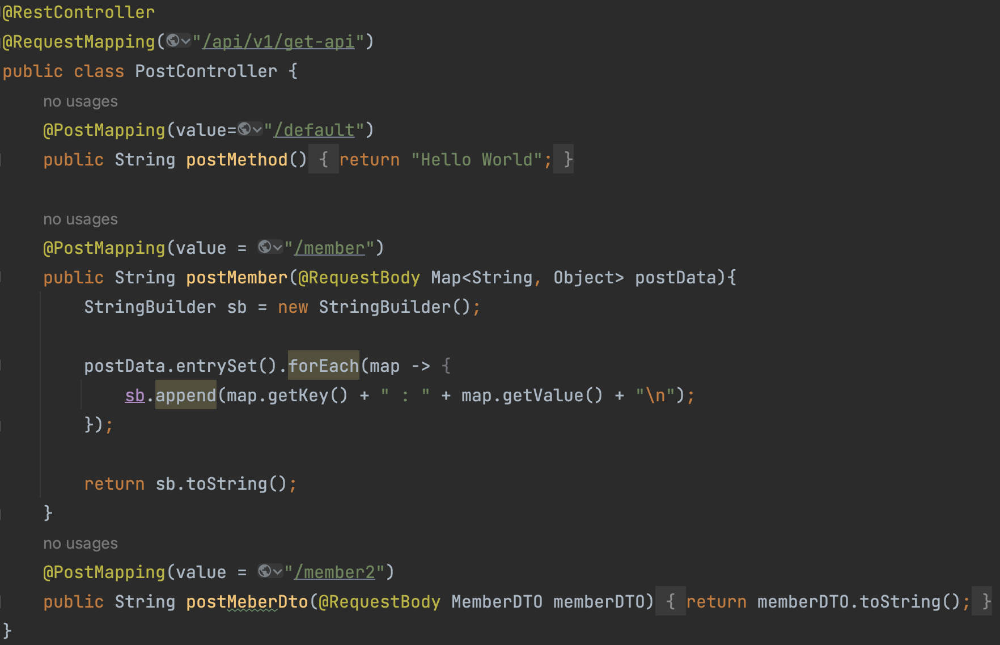 @RestController
@RequestMapping("/api/v1/get-api")
public class PostController {
no usages
@PostMapping(value="/default")
public String postMethod() { return "Hello World"; }
no usages
@PostMapping(value = "/member")
public String postMember(@RequestBody Map<String, Object> postData){
StringBuilder sb = new StringBuilder();
postData.entrySet().forEach(map -> {
sb.append(map.getKey() + " : " + map.getValue() + "\n");
});
return sb.toString();
}
no usages
@PostMapping(value = "/member2")
public String postMeberDto(@RequestBody MemberDTO memberDTO) { return memberDTO.toString(); }
}